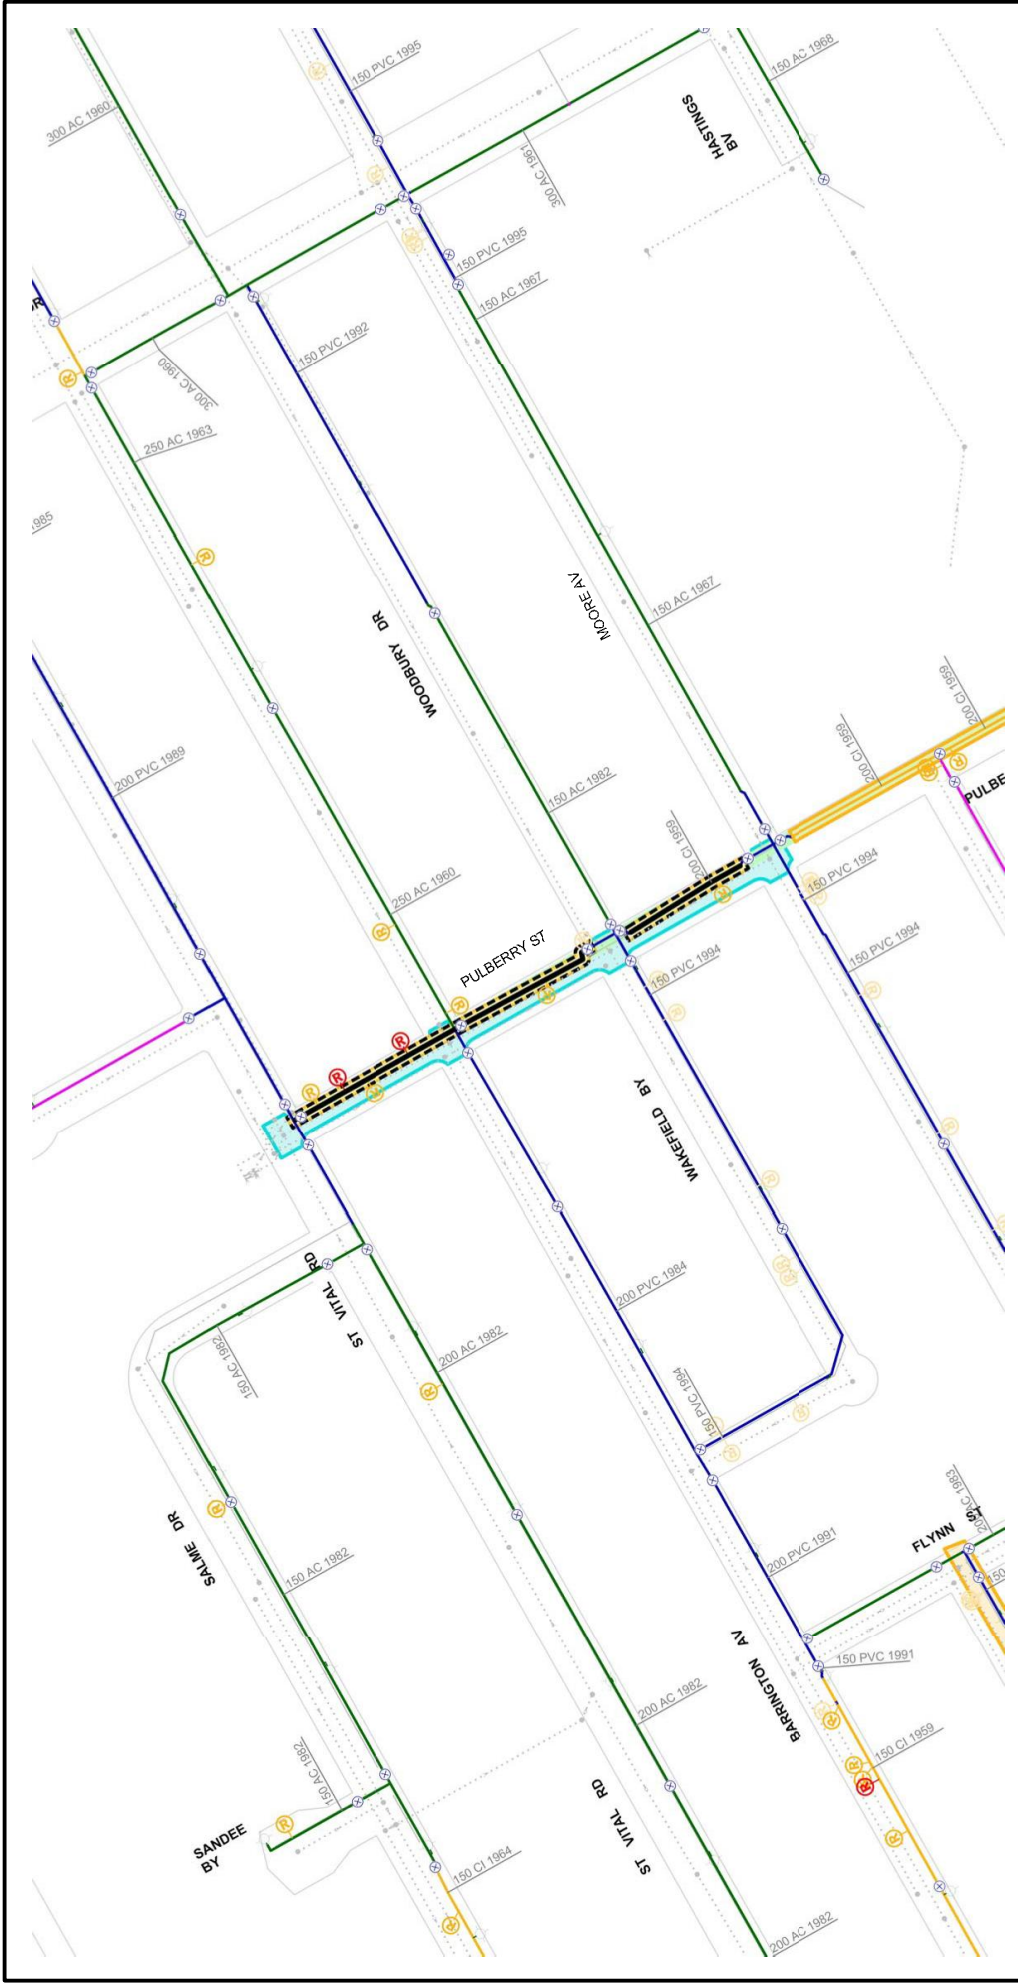 150 PVC 1995
150 AC 1968
300 AC 1960
HASTINGS
BV
300 AC 1961
150 PVC 1995
150 AC 1967
150 PVC 1992
300 AC 1960
R
250 AC 1963
R
MOORE AV
150 AC 1967
WOODBURY DR
200 CI 1959
200 CI 1959
200 PVC 1989
150 AC 1982
R
PULBE
200 CI 1959
150 PVC 1994
250 AC 1960
R
PULBERRY ST
150 PVC 1994
150 PVC 1994
R
R
R
R
WAKEFIELD BY
ST VITAL RD
200 PVC 1984
150 AC 1982
200 AC 1982
R
150 PVC 1994
R
SALME DR
150 AC 1982
FLYNN ST
200 PVC 1991
BARRINGTON AV
150 PVC 1991
200 AC 1982
150 CI 1959
R
R
R
R
150 AC 1982
ST VITAL RD
SANDEE
BY
R
150 CI 1964
R
200 AC 1982